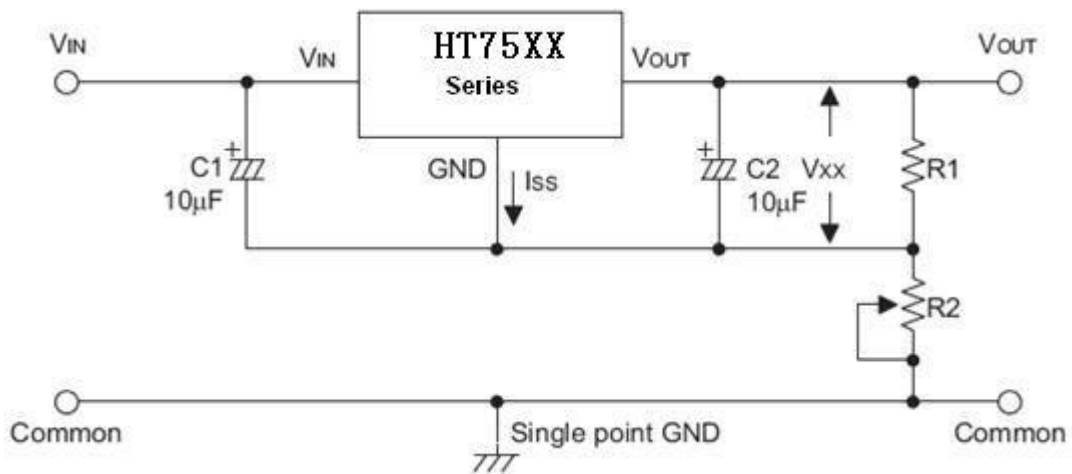 VIN
VIN
HT75XX
Series
VOUT
VOUT
C1
10µF
GND
ISS
C2
10µF
VXX
R1
R2
Common
Single point GND
Common